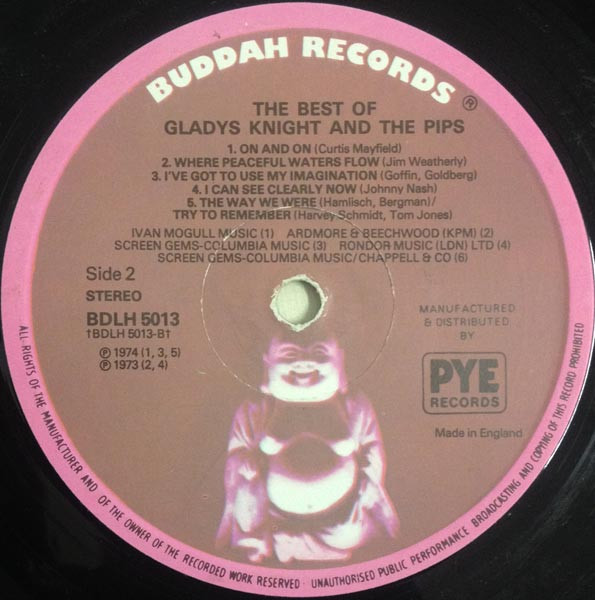 BUDDAH RECORDS
®
THE BEST OF
GLADYS KNIGHT AND THE PIPS
1. ON AND ON (Curtis Mayfield)
2. WHERE PEACEFUL WATERS FLOW (Jim Weatherly)
3. I'VE GOT TO USE MY IMAGINATION (Goffin, Goldberg)
4. I CAN SEE CLEARLY NOW (Johnny Nash)
5. THE WAY WE WERE (Hamlisch, Bergman)/
TRY TO REMEMBER (Harvey Schmidt, Tom Jones)
IVAN MOGULL MUSIC (1) ARDMORE & BEECHWOOD (KPM) (2)
SCREEN GEMS-COLUMBIA MUSIC (3) RONDOR MUSIC (LDN) LTD (4)
SCREEN GEMS-COLUMBIA MUSIC/CHAPPELL & CO (6)
Side 2
STEREO
BDLH 5013
†BDLH 5013-B†
℗ 1974 (1, 3, 5)
℗ 1973 (2, 4)
MANUFACTURED
& DISTRIBUTED
BY
PYE
RECORDS
Made in England
ALL RIGHTS OF THE MANUFACTURER AND OF THE OWNER OF THE RECORDED WORK RESERVED · UNAUTHORISED PUBLIC PERFORMANCE BROADCASTING AND COPYING OF THIS RECORD PROHIBITED